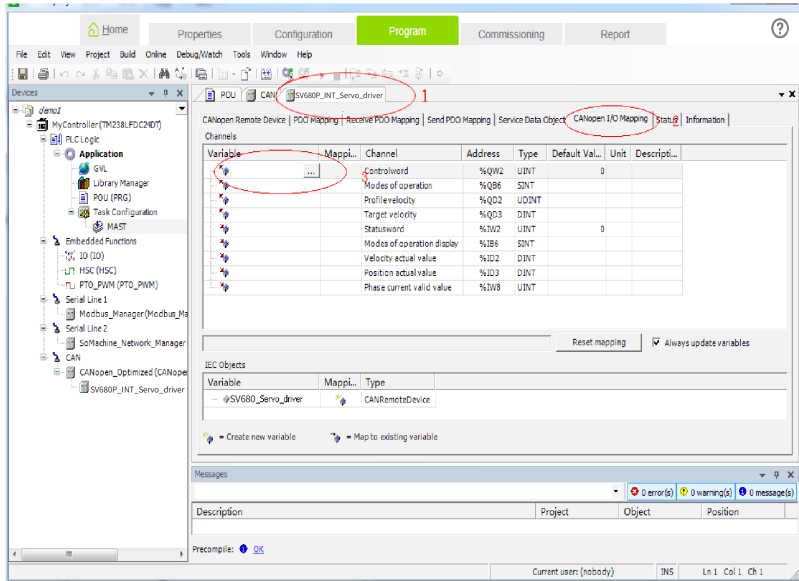 Home Properties Configuration Program Commissioning Report ?
File Edit View Project Build Online Debug/Watch Tools Window Help
Devices
demo1
MyController (TM238LFDC24DT)
PLC Logic
Application
GVL
Library Manager
POU (PRG)
Task Configuration
MAST
Embedded Functions
IO (IO)
HSC (HSC)
PTO_PWM (PTO_PWM)
Serial Line 1
Modbus_Manager (Modbus_Ma
Serial Line 2
SoMachine_Network_Manager
CAN
CANopen_Optimized (CANoper
SV680P_INT_Servo_driver
POU CAN SV680P_INT_Servo_driver 1
CANopen Remote Device PDO Mapping Receive PDO Mapping Send PDO Mapping Service Data Object CANopen I/O Mapping Status 2 Information
Channels
Variable Mappi... Channel Address Type Default Val... Unit Descripti...
... 3 Controlword %QW2 UINT 0
Modes of operation %QB6 SINT
Profile velocity %QD2 UDINT
Target velocity %QD3 DINT
Statusword %IW2 UINT 0
Modes of operation display %IB6 SINT
Velocity actual value %ID2 DINT
Position actual value %ID3 DINT
Phase current valid value %IW8 UINT
Reset mapping Always update variables
IEC Objects
Variable Mappi... Type
SV680_Servo_driver CANRemoteDevice
= Create new variable = Map to existing variable
Messages
0 error(s) 0 warning(s) 0 message(s)
Description Project Object Position
Precompile: OK
Current user: (nobody) INS Ln 1 Col 1 Ch 1